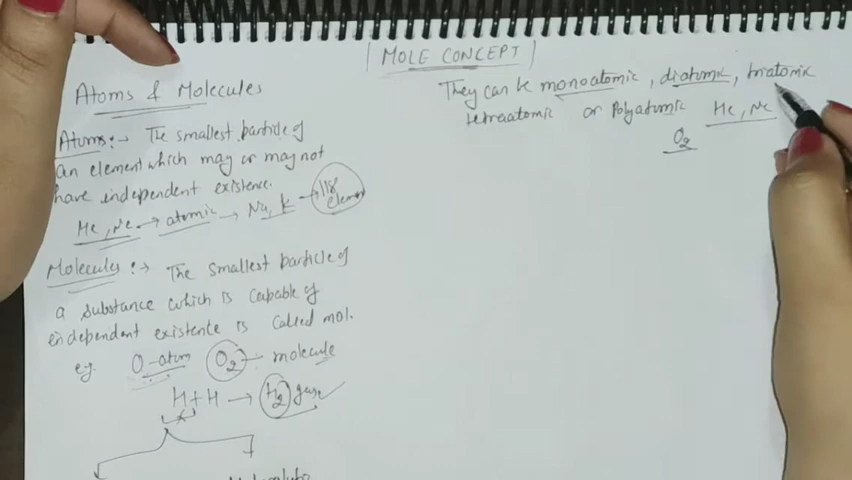 MOLE CONCEPT
Atoms & Molecules
Atoms :→ The smallest particle of
an element which may or may not
have independent existence.
He, Ne → atomic → Na, K → 118 element
Molecules :→ The smallest particle of
a substance which is capable of
independent existence is called mol.
eg. O-atom O2 - molecule
H + H → H2 gas
They can be monoatomic, diatomic, triatomic
tetraatomic or Polyatomic He, Ne
O2